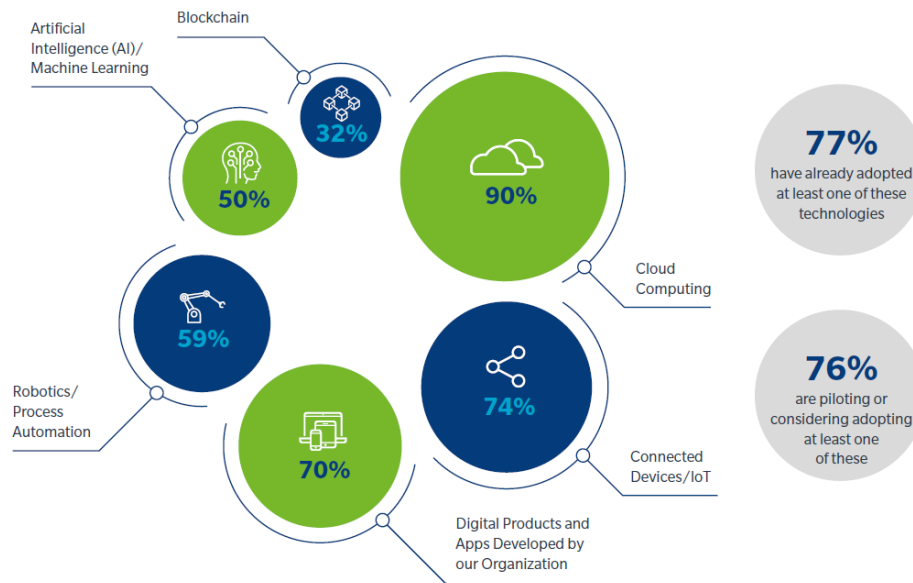 Blockchain
32%
Artificial
Intelligence (AI)/
Machine Learning
50%
90%
Cloud
Computing
59%
Robotics/
Process
Automation
70%
Digital Products and
Apps Developed by
our Organization
74%
Connected
Devices/IoT
77%
have already adopted
at least one of these
technologies
76%
are piloting or
considering adopting
at least one
of these